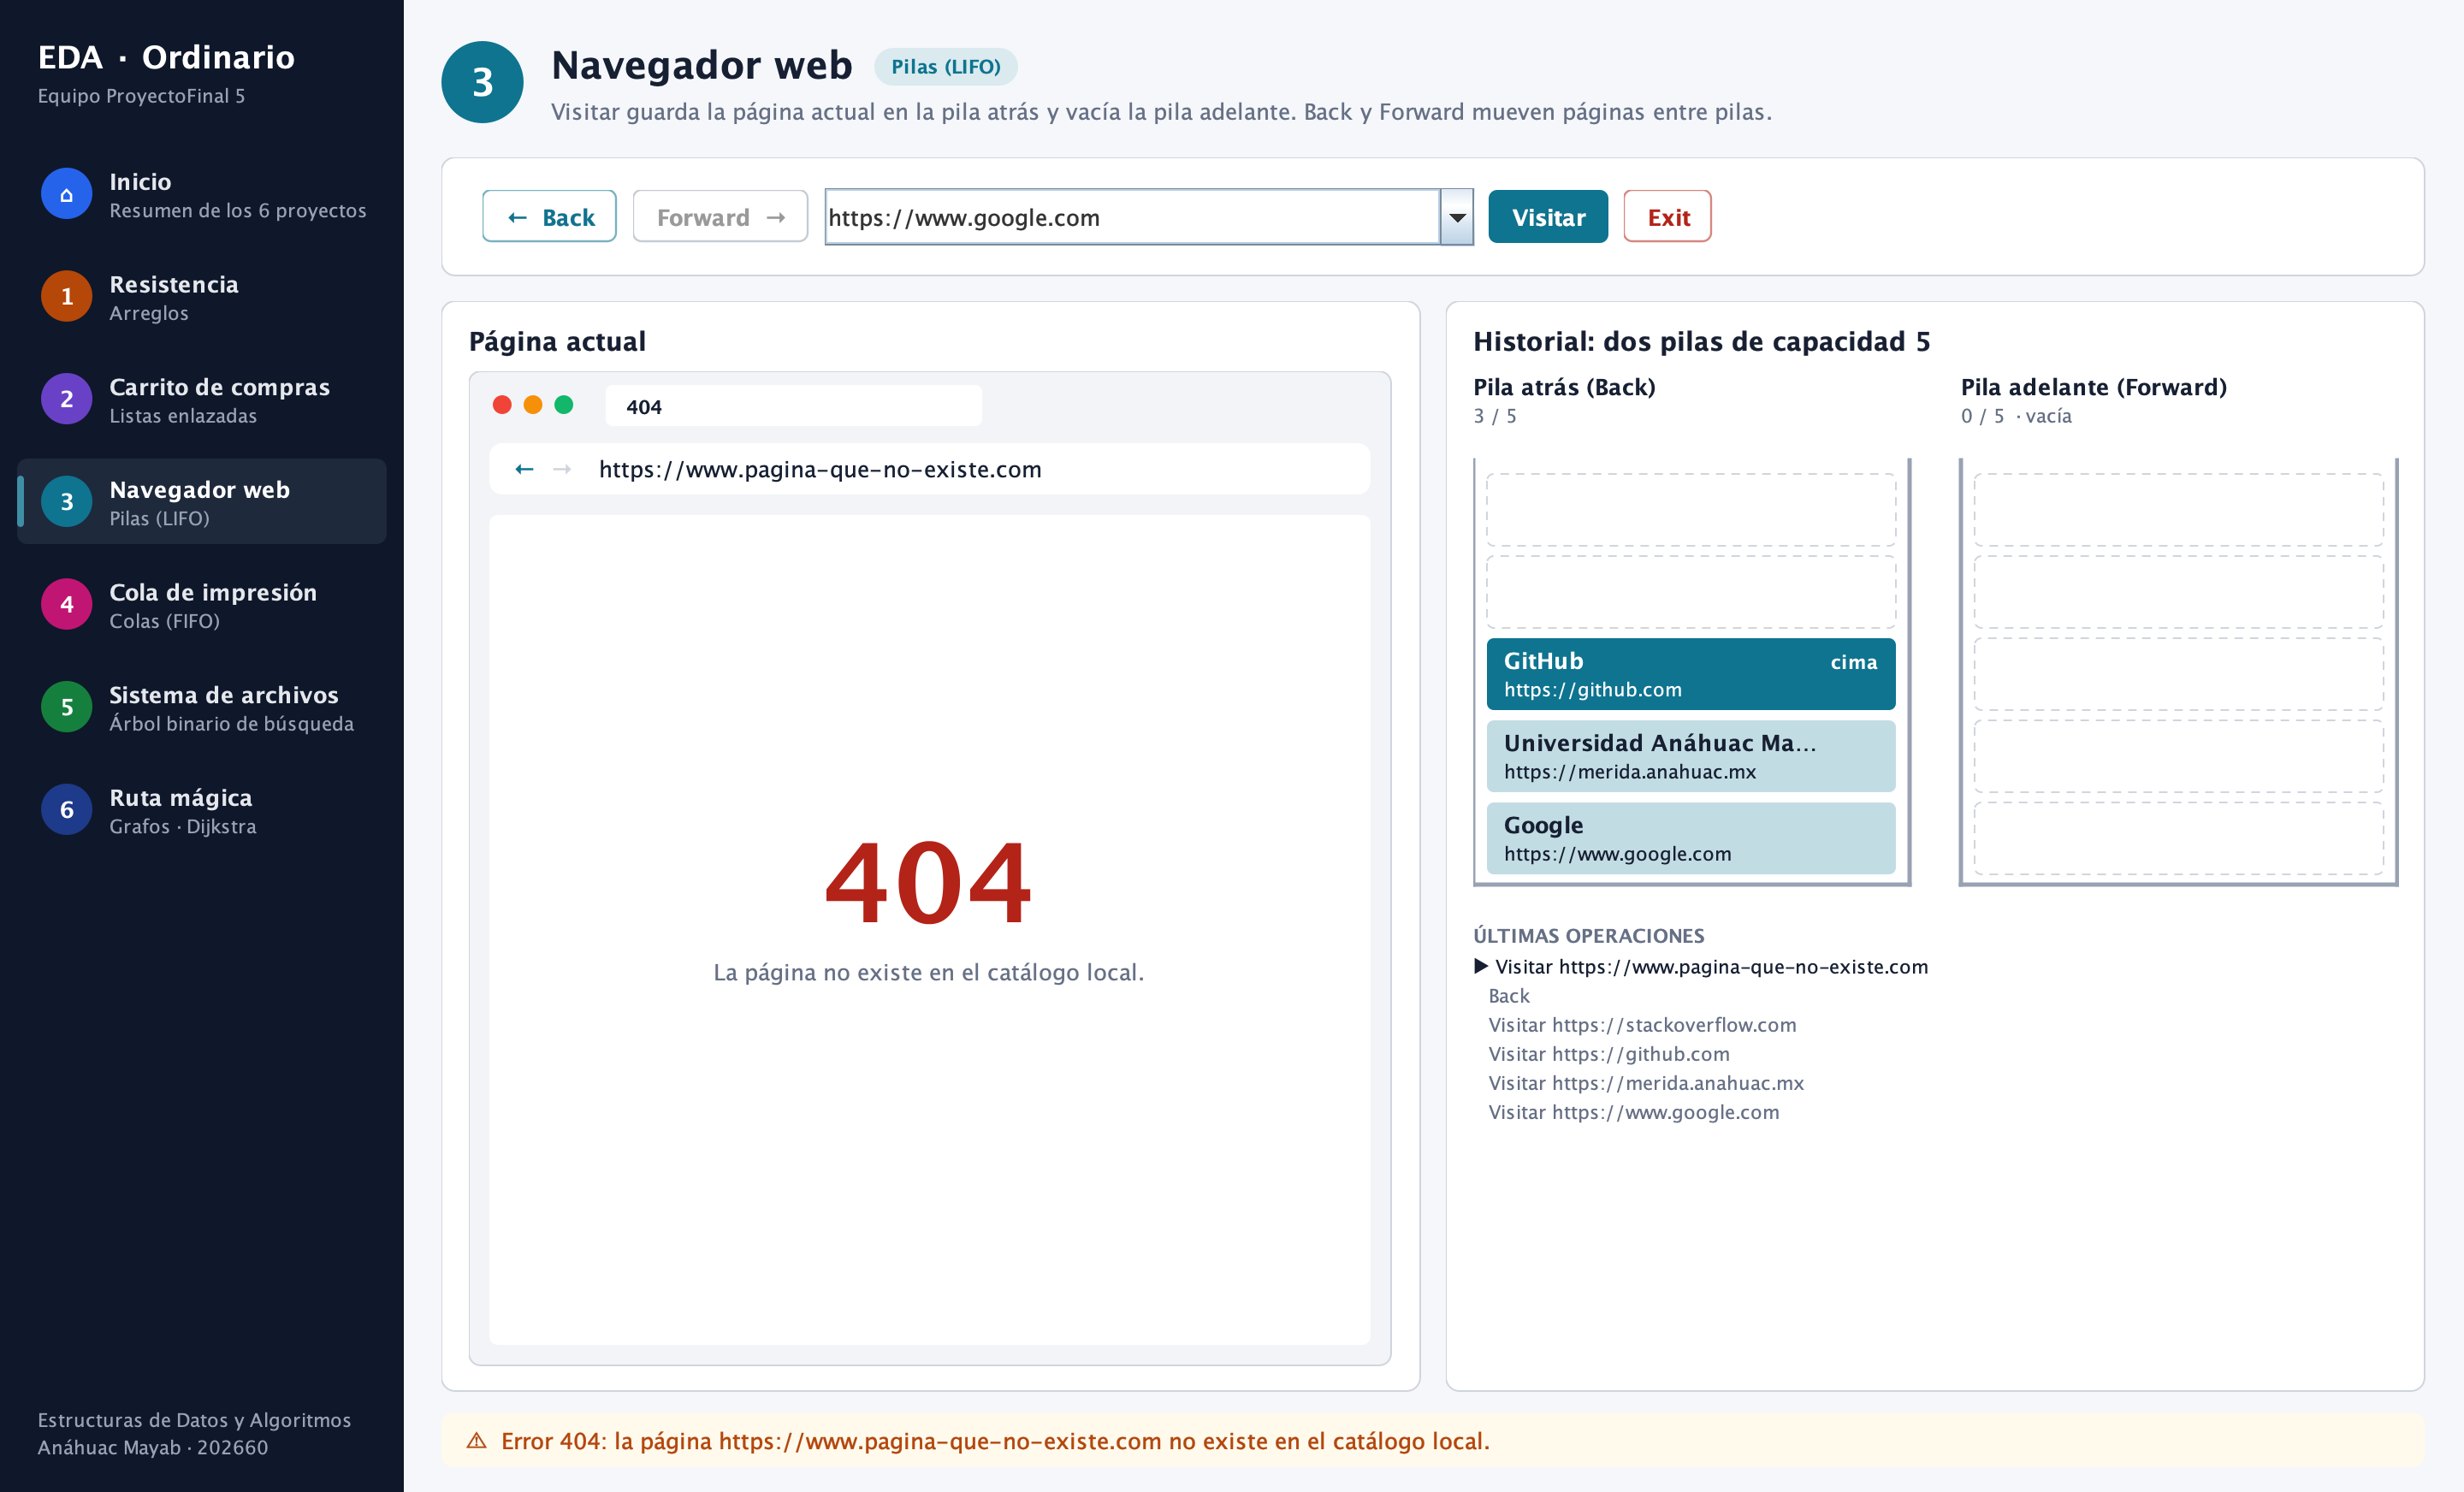 EDA · Ordinario
Equipo ProyectoFinal 5
Inicio
Resumen de los 6 proyectos
1
Resistencia
Arreglos
2
Carrito de compras
Listas enlazadas
3
Navegador web
Pilas (LIFO)
4
Cola de impresión
Colas (FIFO)
5
Sistema de archivos
Árbol binario de búsqueda
6
Ruta mágica
Grafos · Dijkstra
Estructuras de Datos y Algoritmos
Anáhuac Mayab · 202660
3
Navegador web
Pilas (LIFO)
Visitar guarda la página actual en la pila atrás y vacía la pila adelante. Back y Forward mueven páginas entre pilas.
← Back
Forward →
https://www.google.com
Visitar
Exit
Página actual
404
← → https://www.pagina-que-no-existe.com
404
La página no existe en el catálogo local.
Historial: dos pilas de capacidad 5
Pila atrás (Back)
3 / 5
GitHub
cima
https://github.com
Universidad Anáhuac Ma...
https://merida.anahuac.mx
Google
https://www.google.com
Pila adelante (Forward)
0 / 5 · vacía
ÚLTIMAS OPERACIONES
▶ Visitar https://www.pagina-que-no-existe.com
Back
Visitar https://stackoverflow.com
Visitar https://github.com
Visitar https://merida.anahuac.mx
Visitar https://www.google.com
⚠ Error 404: la página https://www.pagina-que-no-existe.com no existe en el catálogo local.